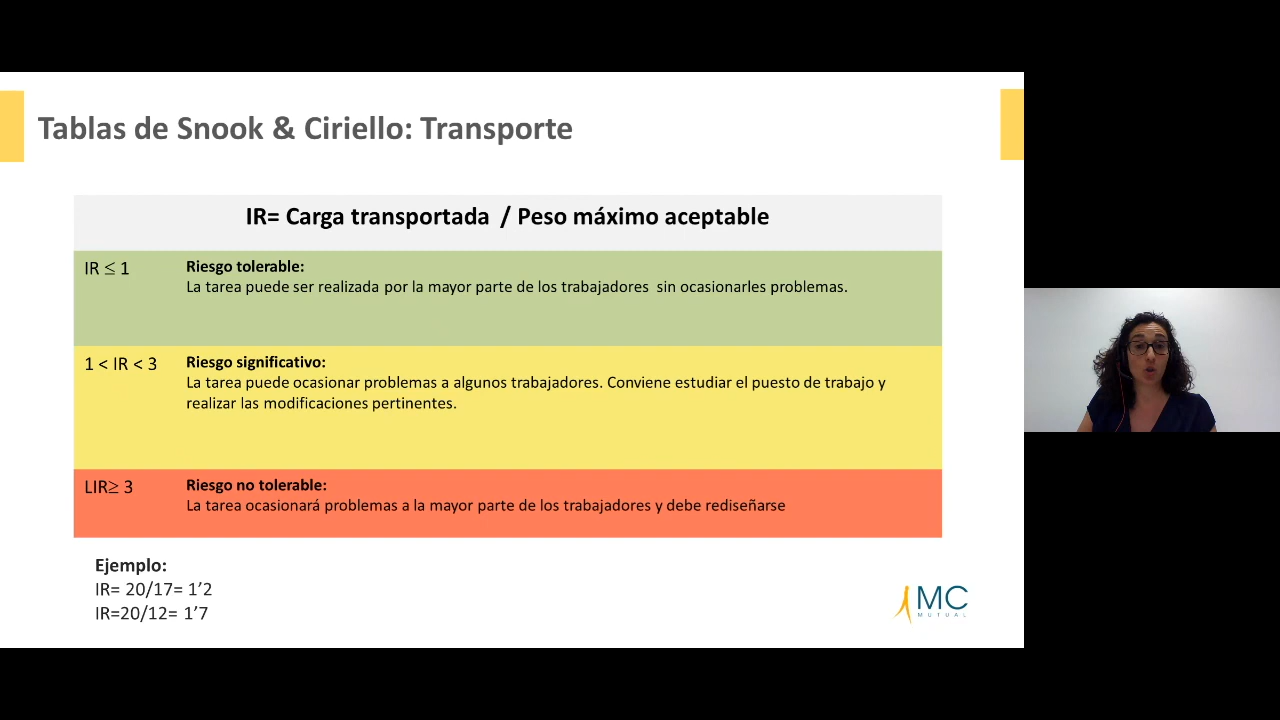 Tablas de Snook & Ciriello: Transporte
IR= Carga transportada / Peso máximo aceptable
IR ≤ 1
Riesgo tolerable:
La tarea puede ser realizada por la mayor parte de los trabajadores sin ocasionarles problemas.
1 < IR < 3
Riesgo significativo:
La tarea puede ocasionar problemas a algunos trabajadores. Conviene estudiar el puesto de trabajo y
realizar las modificaciones pertinentes.
LIR≥ 3
Riesgo no tolerable:
La tarea ocasionará problemas a la mayor parte de los trabajadores y debe rediseñarse
Ejemplo:
IR= 20/17= 1’2
IR=20/12= 1’7
MC
MUTUAL